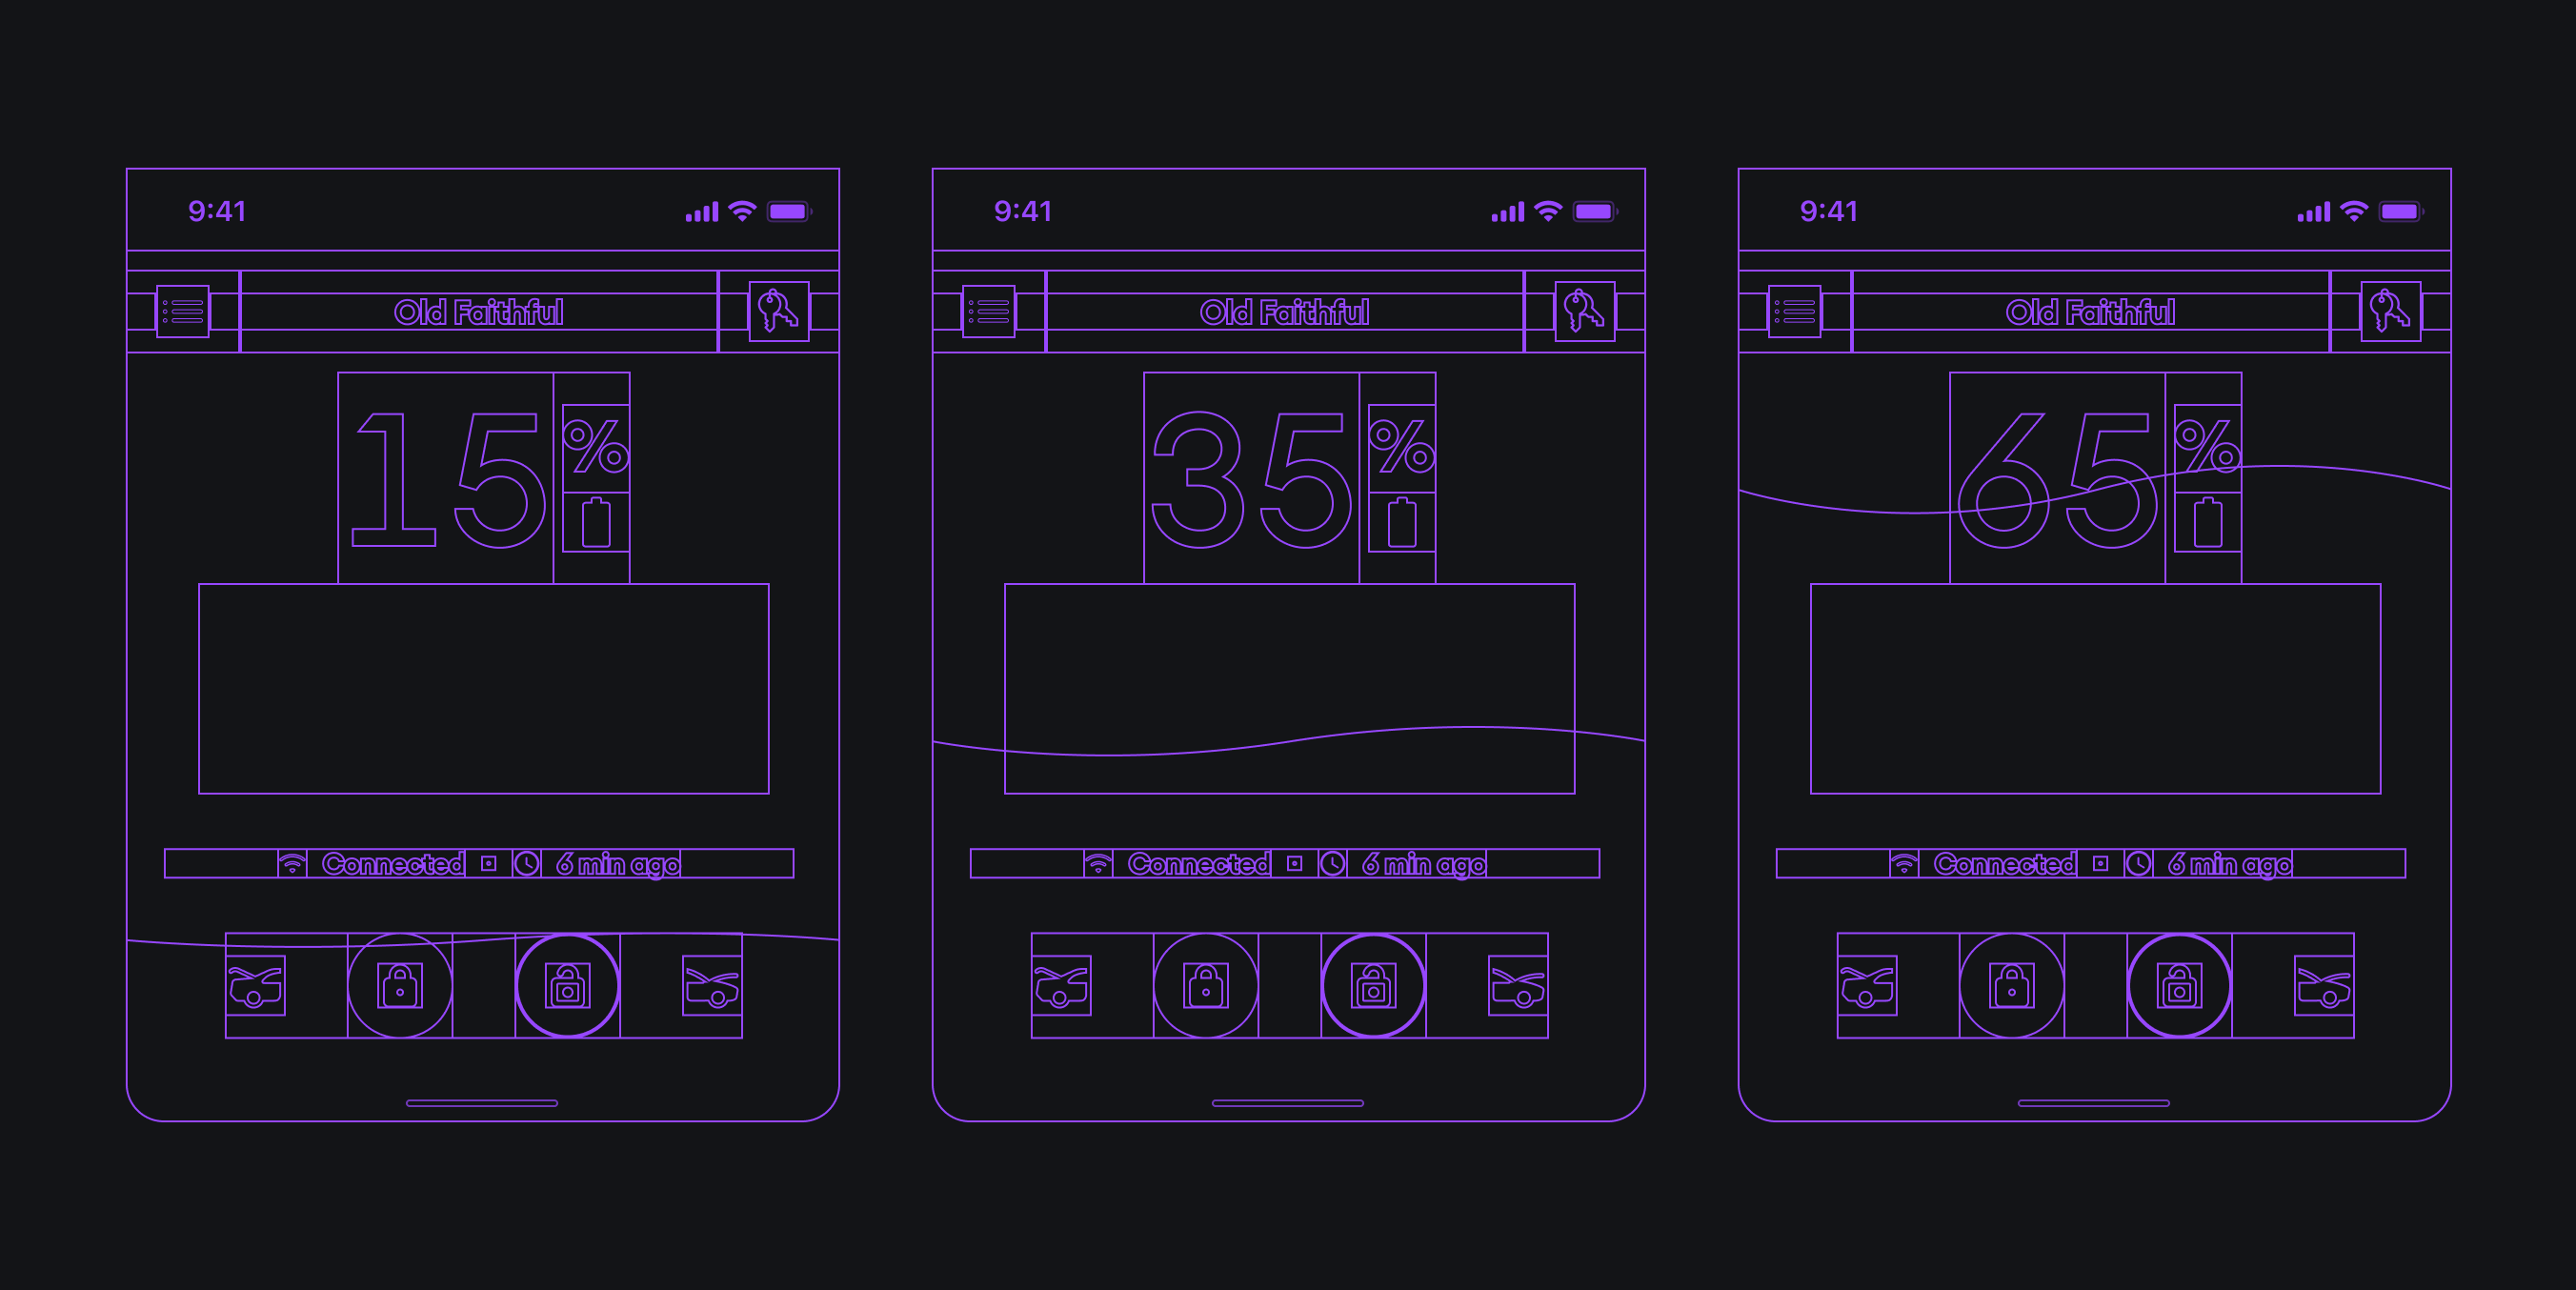 9:41
Old Faithful
15%
Connected
6 min ago
9:41
Old Faithful
35%
Connected
6 min ago
9:41
Old Faithful
65%
Connected
6 min ago